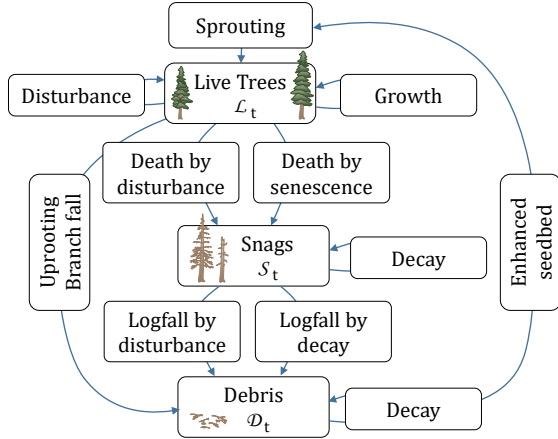 Sprouting
Live Trees
ℒt
Disturbance
Growth
Death by
disturbance
Death by
senescence
Uprooting
Branch fall
Enhanced
seedbed
Snags
𝒮t
Decay
Logfall by
disturbance
Logfall by
decay
Debris
𝒟t
Decay